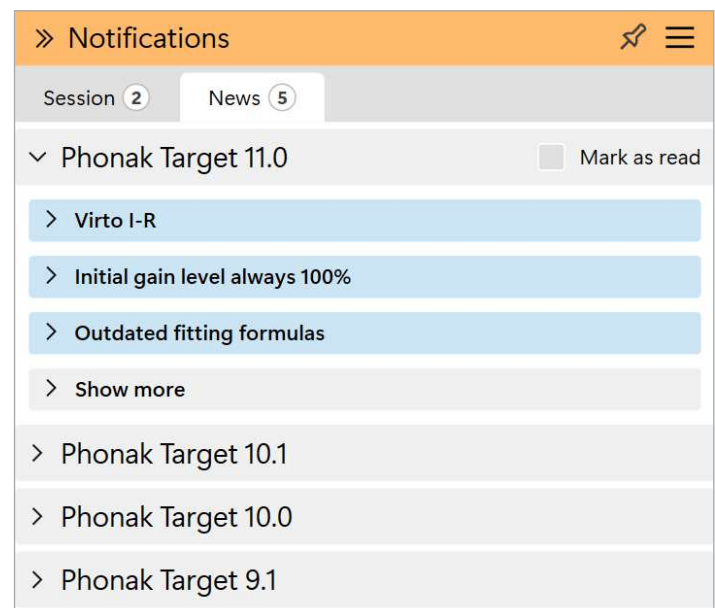 Notifications
Session 2 News 5
Phonak Target 11.0 Mark as read
Virto I-R
Initial gain level always 100%
Outdated fitting formulas
Show more
Phonak Target 10.1
Phonak Target 10.0
Phonak Target 9.1